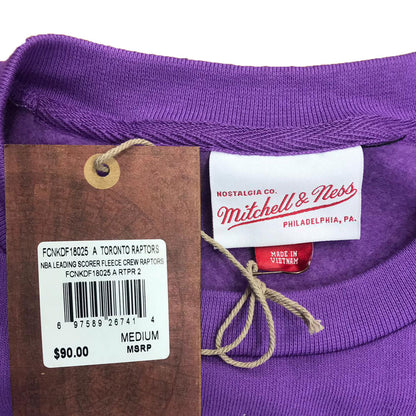 FCNKDF18025 A TORONTO RAPTORS
NBA LEADING SCORER FLEECE CREW RAPTORS
FCNKDF18025 A RTPR 2
6 97589 26741 4
MEDIUM
$90.00 MSRP
NOSTALGIA CO.
Mitchell & Ness
PHILADELPHIA, PA.
MADE IN
VIETNAM